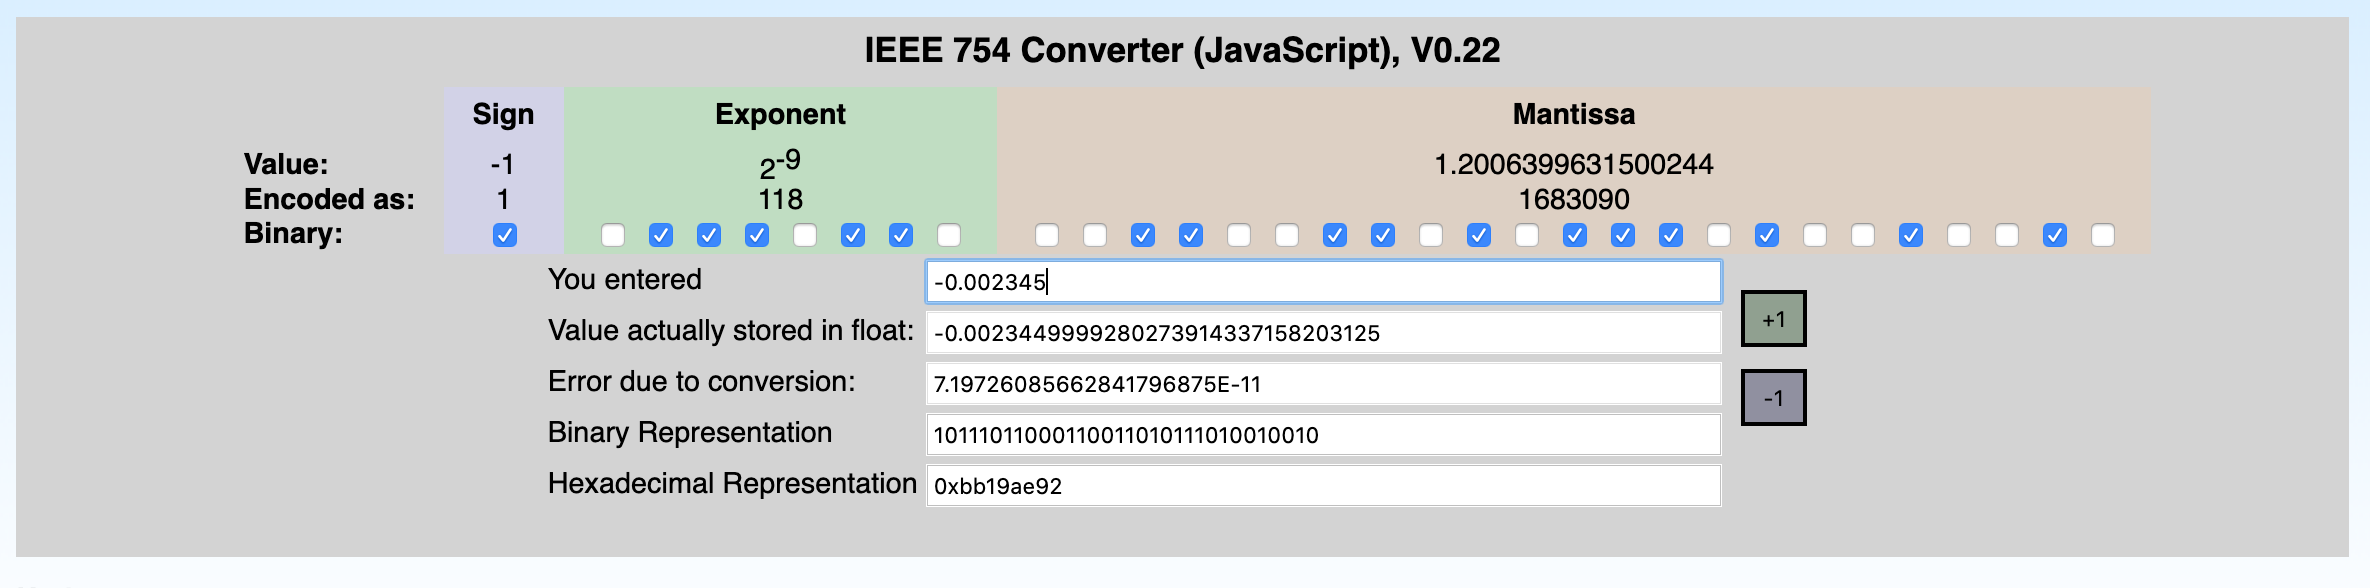 IEEE 754 Converter (JavaScript), V0.22
Sign Exponent Mantissa
Value: -1 2-9 1.2006399631500244
Encoded as: 1 118 1683090
Binary:
You entered -0.002345
Value actually stored in float: -0.0023449999280273914337158203125
+1
Error due to conversion: 7.19726085662841796875E-11
-1
Binary Representation 10111011000110011010111010010010
Hexadecimal Representation 0xbb19ae92